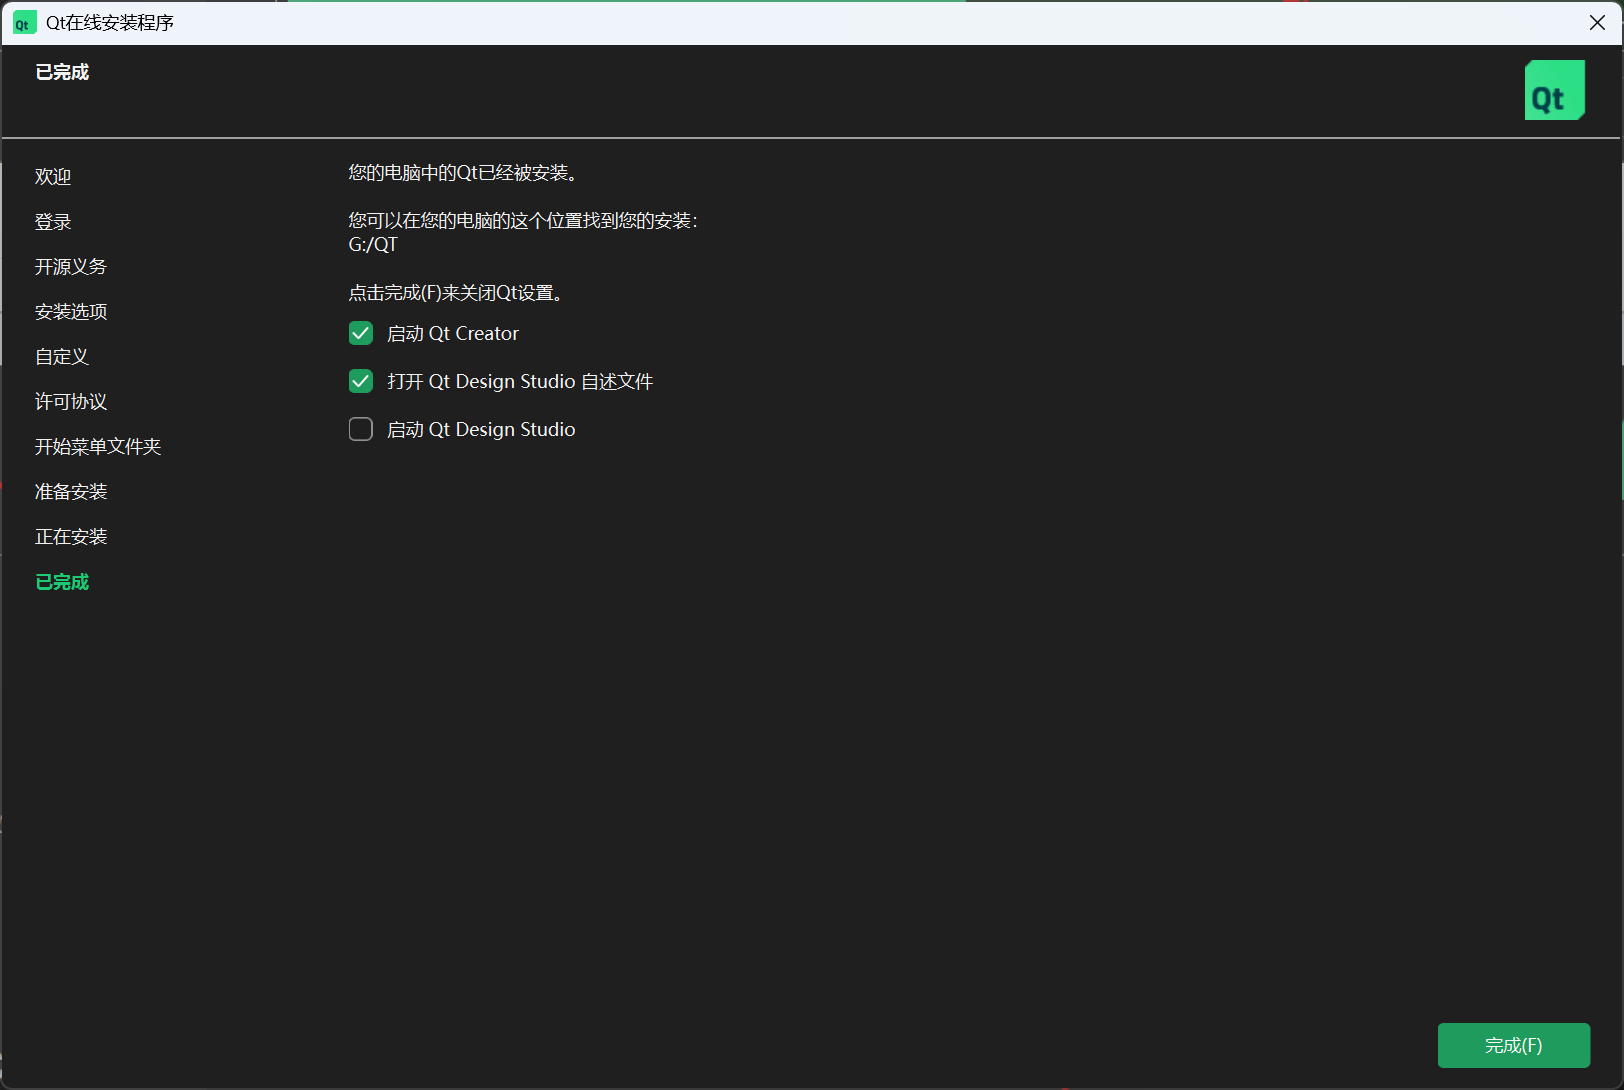 Qt在线安装程序
已完成
Qt
欢迎
登录
开源义务
安装选项
自定义
许可协议
开始菜单文件夹
准备安装
正在安装
已完成
您的电脑中的Qt已经被安装。
您可以在您的电脑的这个位置找到您的安装：
G:/QT
点击完成(F)来关闭Qt设置。
启动 Qt Creator
打开 Qt Design Studio 自述文件
启动 Qt Design Studio
完成(F)